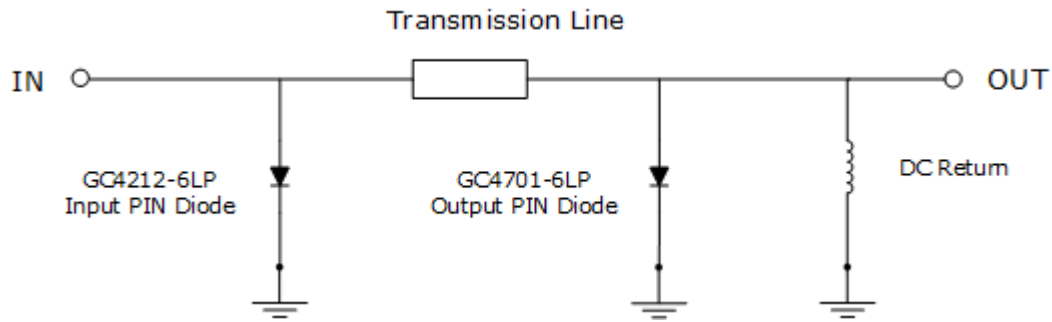 Transmission Line
IN
OUT
GC4212-6LP
Input PIN Diode
GC4701-6LP
Output PIN Diode
DC Return